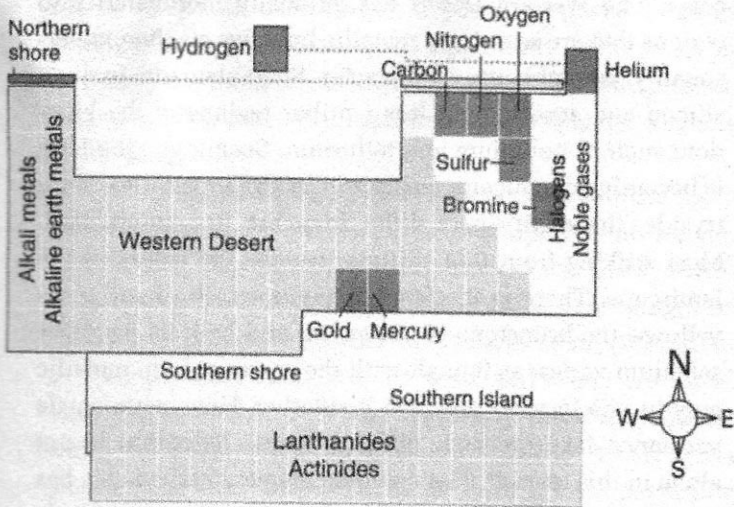 Oxygen
Northern
shore
Hydrogen
Nitrogen
Carbon
Helium
Sulfur
Bromine
Halogens
Noble gases
Alkali metals
Alkaline earth metals
Western Desert
Gold
Mercury
Southern shore
Southern Island
Lanthanides
Actinides
N
W
E
S